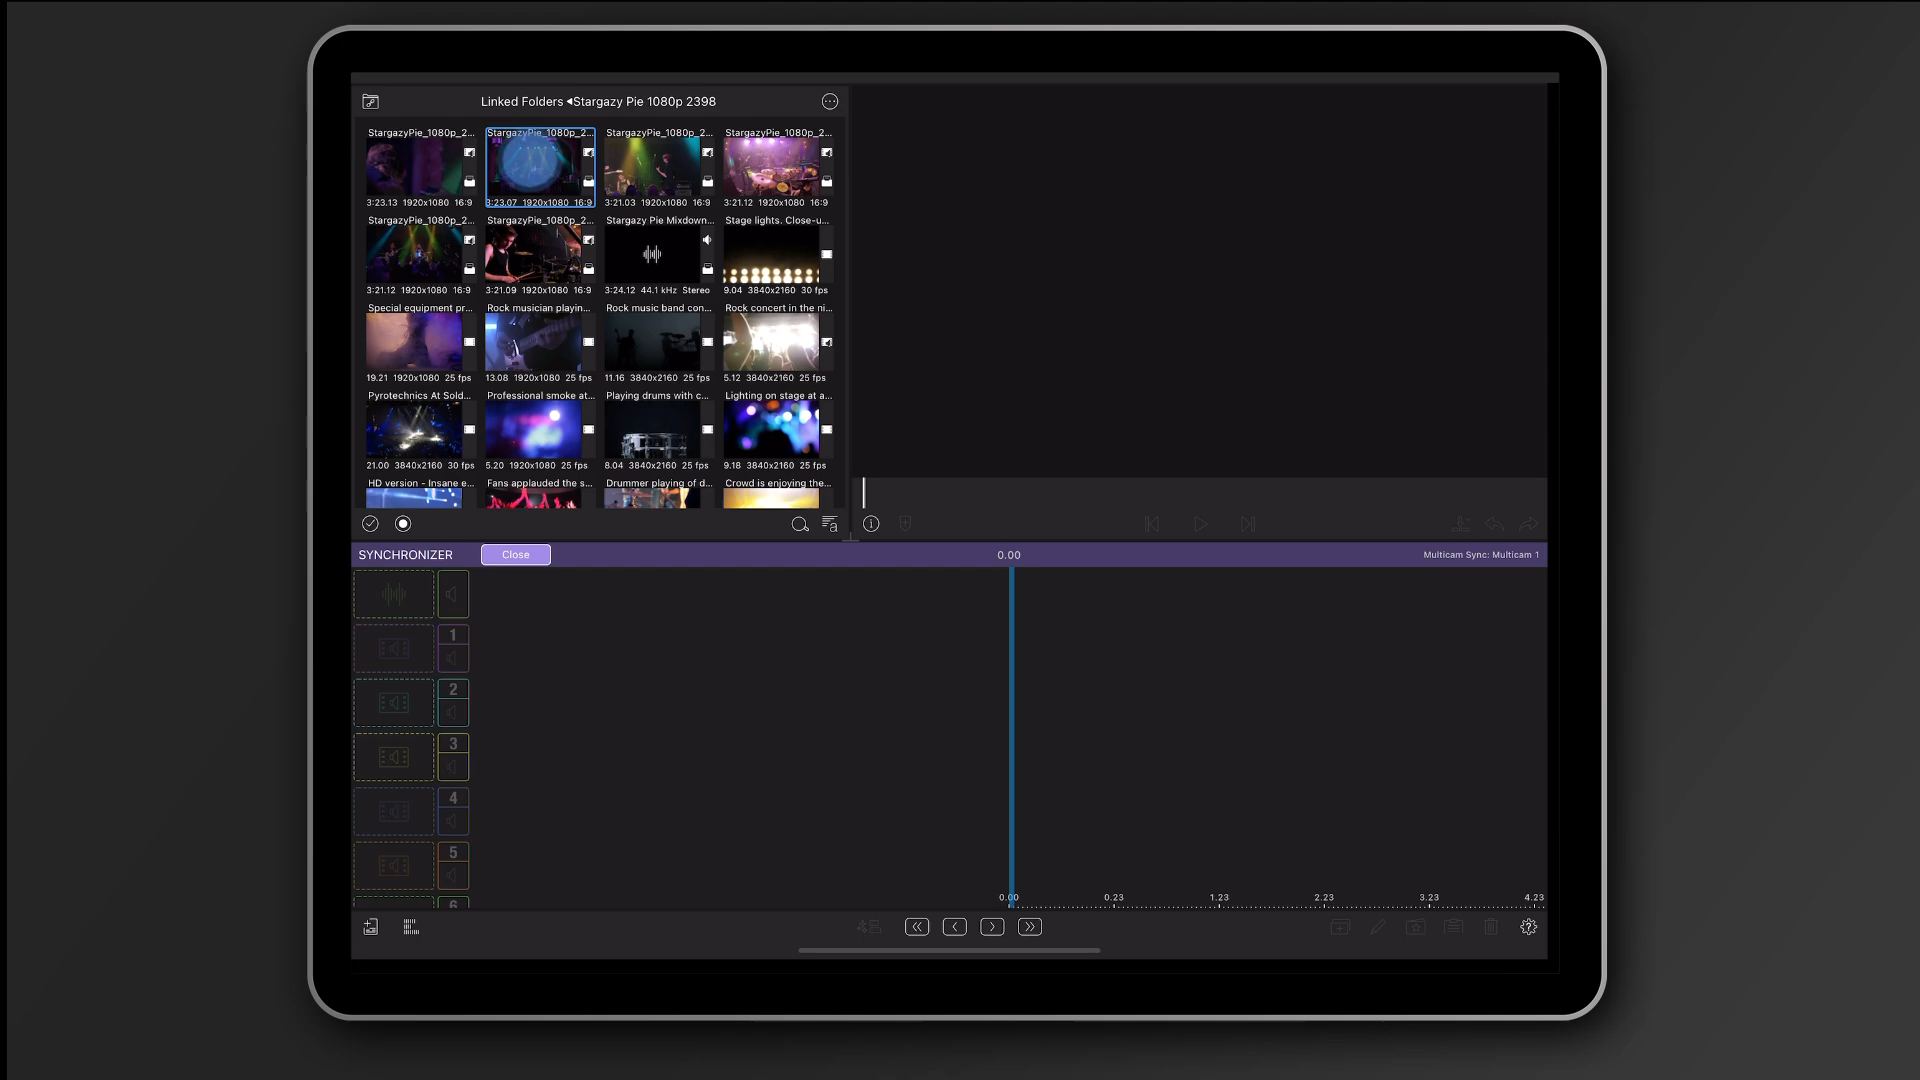 Linked Folders ◂Stargazy Pie 1080p 2398
StargazyPie_1080p_2... StargazyPie_1080p_2... StargazyPie_1080p_2... StargazyPie_1080p_2...
3:23.13 1920x1080 16:9 3:23.07 1920x1080 16:9 3:21.03 1920x1080 16:9 3:21.12 1920x1080 16:9
StargazyPie_1080p_2... StargazyPie_1080p_2... Stargazy Pie Mixdown... Stage lights. Close-u...
3:21.12 1920x1080 16:9 3:21.09 1920x1080 16:9 3:24.12 44.1 kHz Stereo 9.04 3840x2160 30 fps
Special equipment pr... Rock musician playin... Rock music band con... Rock concert in the ni...
19.21 1920x1080 25 fps 13.08 1920x1080 25 fps 11.16 3840x2160 25 fps 5.12 3840x2160 25 fps
Pyrotechnics At Sold... Professional smoke at... Playing drums with c... Lighting on stage at a...
21.00 3840x2160 30 fps 5.20 1920x1080 25 fps 8.04 3840x2160 25 fps 9.18 3840x2160 25 fps
HD version - Insane e... Fans applauded the s... Drummer playing of d... Crowd is enjoying the...
SYNCHRONIZER Close 0.00 Multicam Sync: Multicam 1
1
2
3
4
5
6
0.00 0.23 1.23 2.23 3.23 4.23